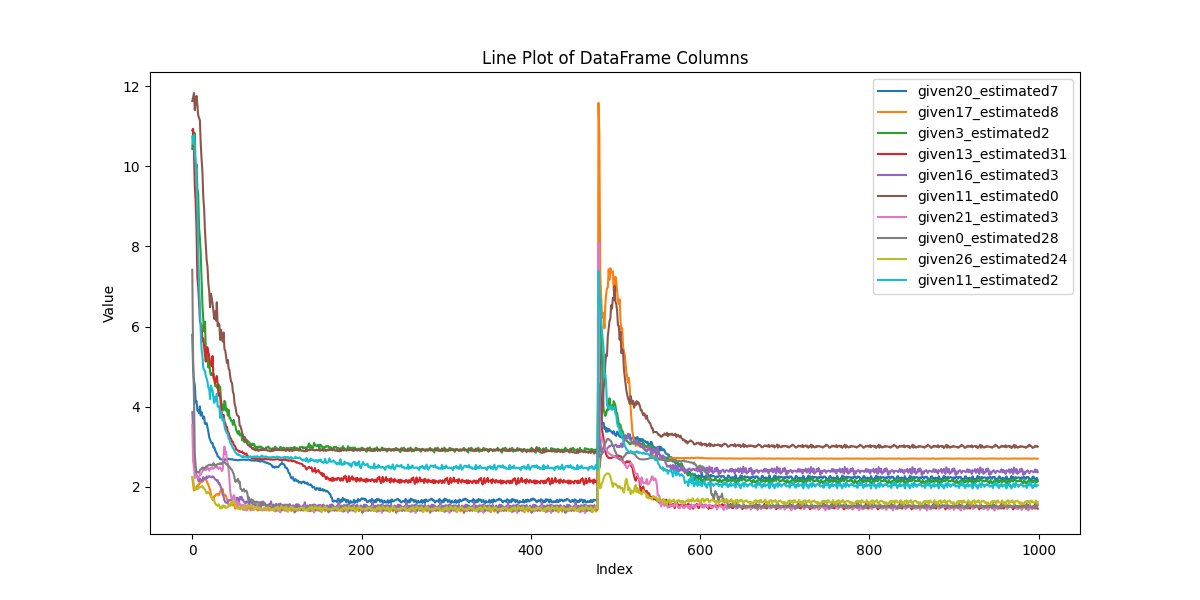 Line Plot of DataFrame Columns
12
10
8
6
4
2
Value
0
200
400
600
800
1000
Index
given20_estimated7
given17_estimated8
given3_estimated2
given13_estimated31
given16_estimated3
given11_estimated0
given21_estimated3
given0_estimated28
given26_estimated24
given11_estimated2